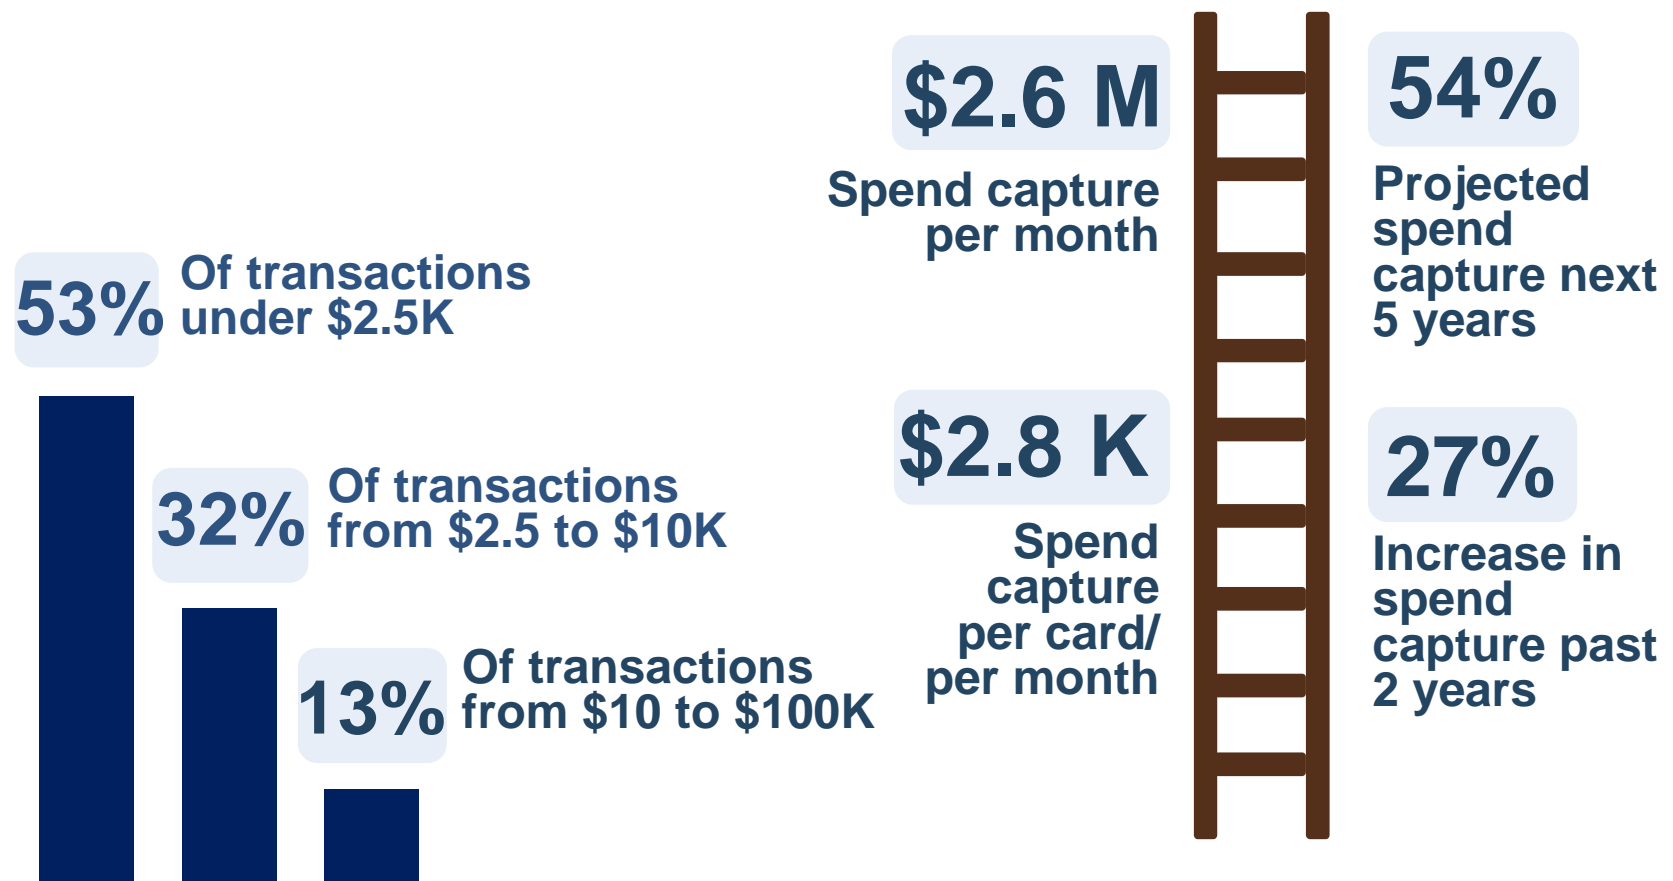 53%
Of transactions
under $2.5K
32%
Of transactions
from $2.5 to $10K
13%
Of transactions
from $10 to $100K
$2.6 M
Spend capture
per month
$2.8 K
Spend
capture
per card/
per month
54%
Projected
spend
capture next
5 years
27%
Increase in
spend
capture past
2 years